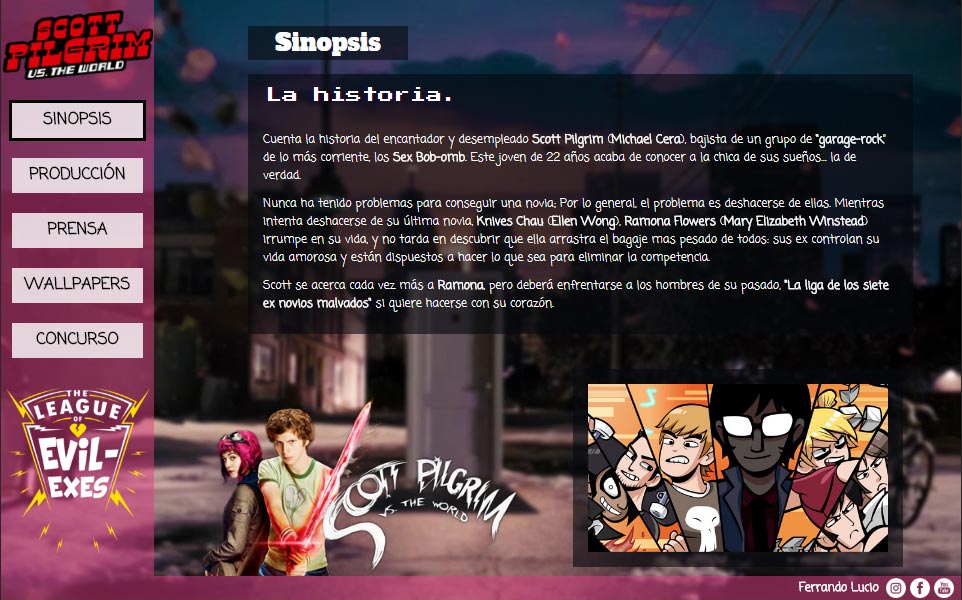 SCOTT
PILGRIM
VS. THE WORLD
SINOPSIS
PRODUCCIÓN
PRENSA
WALLPAPERS
CONCURSO
THE
LEAGUE
OF
EVIL-
EXES
Sinopsis
La historia.
Cuenta la historia del encantador y desempleado Scott Pilgrim (Michael Cera), bajista de un grupo de "garage-rock"
de lo más corriente, los Sex Bob-omb. Este joven de 22 años acaba de conocer a la chica de sus sueños... la de
verdad.
Nunca ha tenido problemas para conseguir una novia; Por lo general, el problema es deshacerse de ellas. Mientras
intenta deshacerse de su última novia, Knives Chau (Ellen Wong), Ramona Flowers (Mary Elizabeth Winstead)
irrumpe en su vida, y no tarda en descubrir que ella arrastra el bagaje mas pesado de todos: sus ex controlan su
vida amorosa y están dispuestos a hacer lo que sea para eliminar la competencia.
Scott se acerca cada vez más a Ramona, pero deberá enfrentarse a los hombres de su pasado, "La liga de los siete
ex novios malvados" si quiere hacerse con su corazón.
SCOTT PILGRIM
VS. THE WORLD
Ferrando Lucio
You
Tube